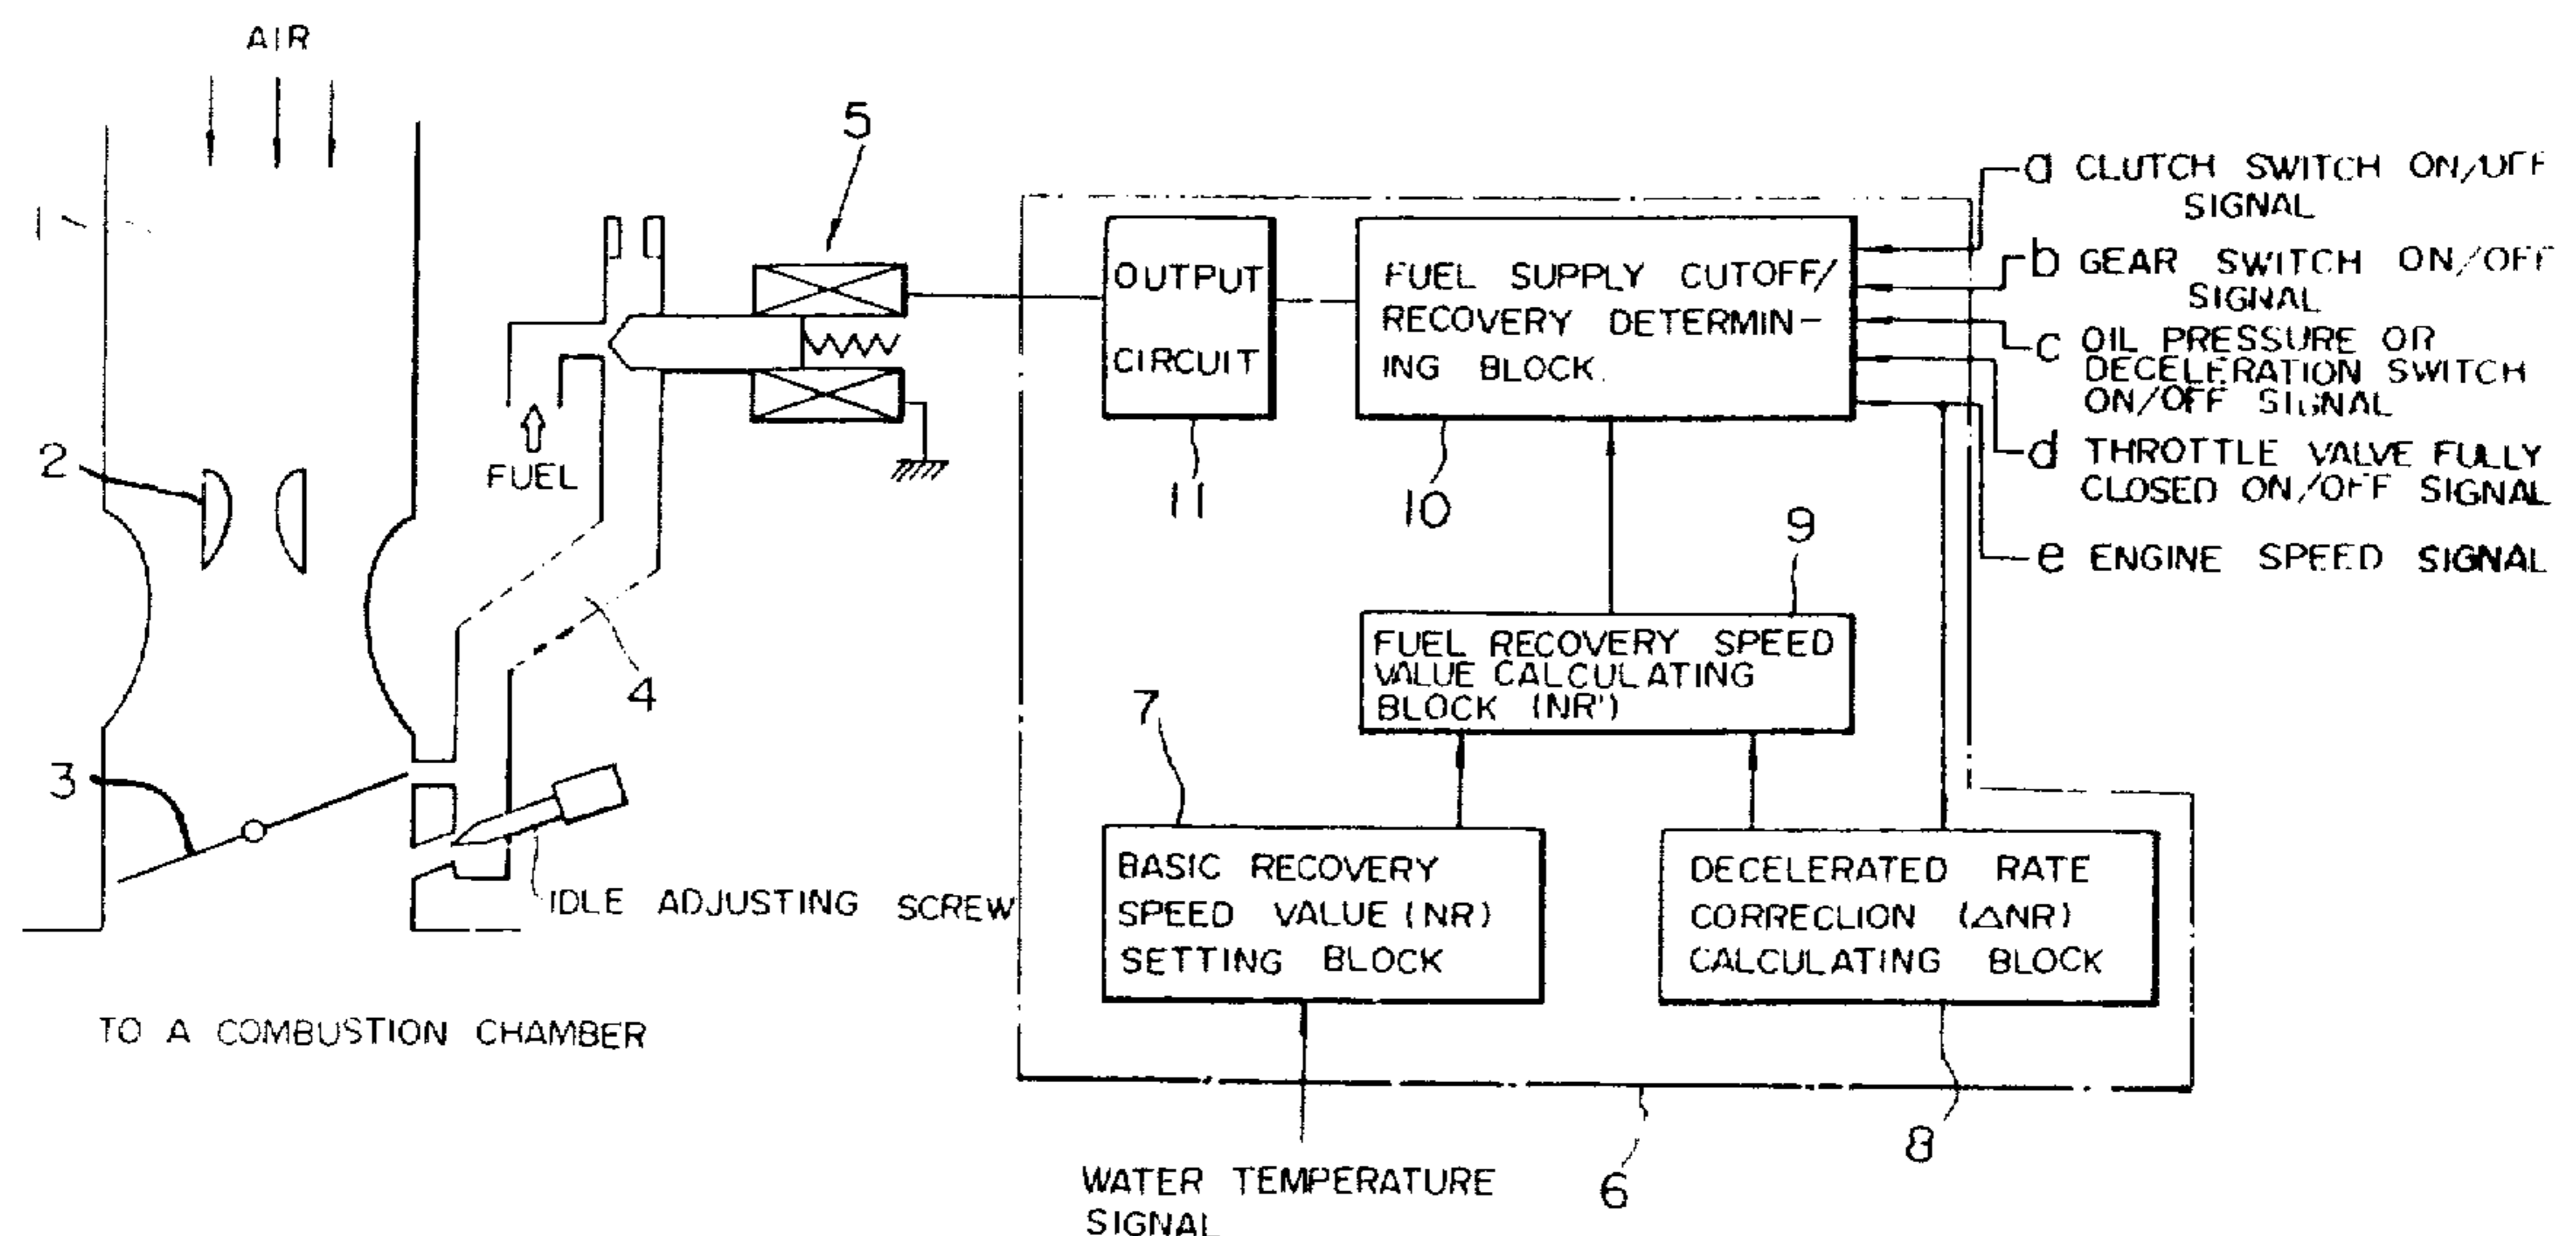 AIR
1
2
3
FUEL
4
5
IDLE ADJUSTING SCREW
TO A COMBUSTION CHAMBER
OUTPUT
CIRCUIT
11
FUEL SUPPLY CUTOFF/
RECOVERY DETERMIN-
ING BLOCK.
10
a CLUTCH SWITCH ON/OFF
SIGNAL
b GEAR SWITCH ON/OFF
SIGNAL
c OIL PRESSURE OR
DECELERATION SWITCH
ON/OFF SIGNAL
d THROTTLE VALVE FULLY
CLOSED ON/OFF SIGNAL
e ENGINE SPEED SIGNAL
9
FUEL RECOVERY SPEED
VALUE CALCULATING
BLOCK (NR')
7
BASIC RECOVERY
SPEED VALUE (NR)
SETTING BLOCK
DECELERATED RATE
CORRECLION (△NR)
CALCULATING BLOCK
8
6
WATER TEMPERATURE
SIGNAL